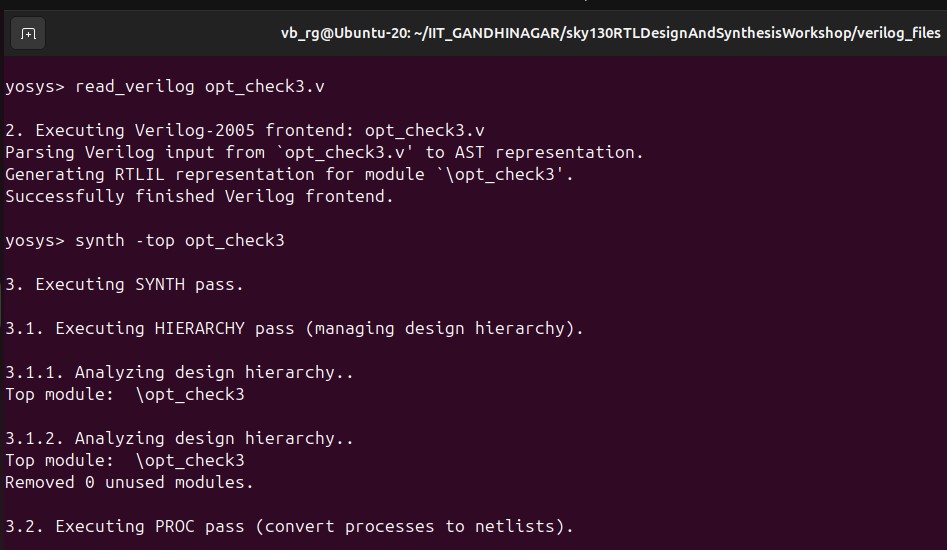 vb_rg@Ubuntu-20: ~/IIT_GANDHINAGAR/sky130RTLDesignAndSynthesisWorkshop/verilog_files
yosys> read_verilog opt_check3.v
2. Executing Verilog-2005 frontend: opt_check3.v
Parsing Verilog input from `opt_check3.v' to AST representation.
Generating RTLIL representation for module `\opt_check3'.
Successfully finished Verilog frontend.
yosys> synth -top opt_check3
3. Executing SYNTH pass.
3.1. Executing HIERARCHY pass (managing design hierarchy).
3.1.1. Analyzing design hierarchy..
Top module:  \opt_check3
3.1.2. Analyzing design hierarchy..
Top module:  \opt_check3
Removed 0 unused modules.
3.2. Executing PROC pass (convert processes to netlists).